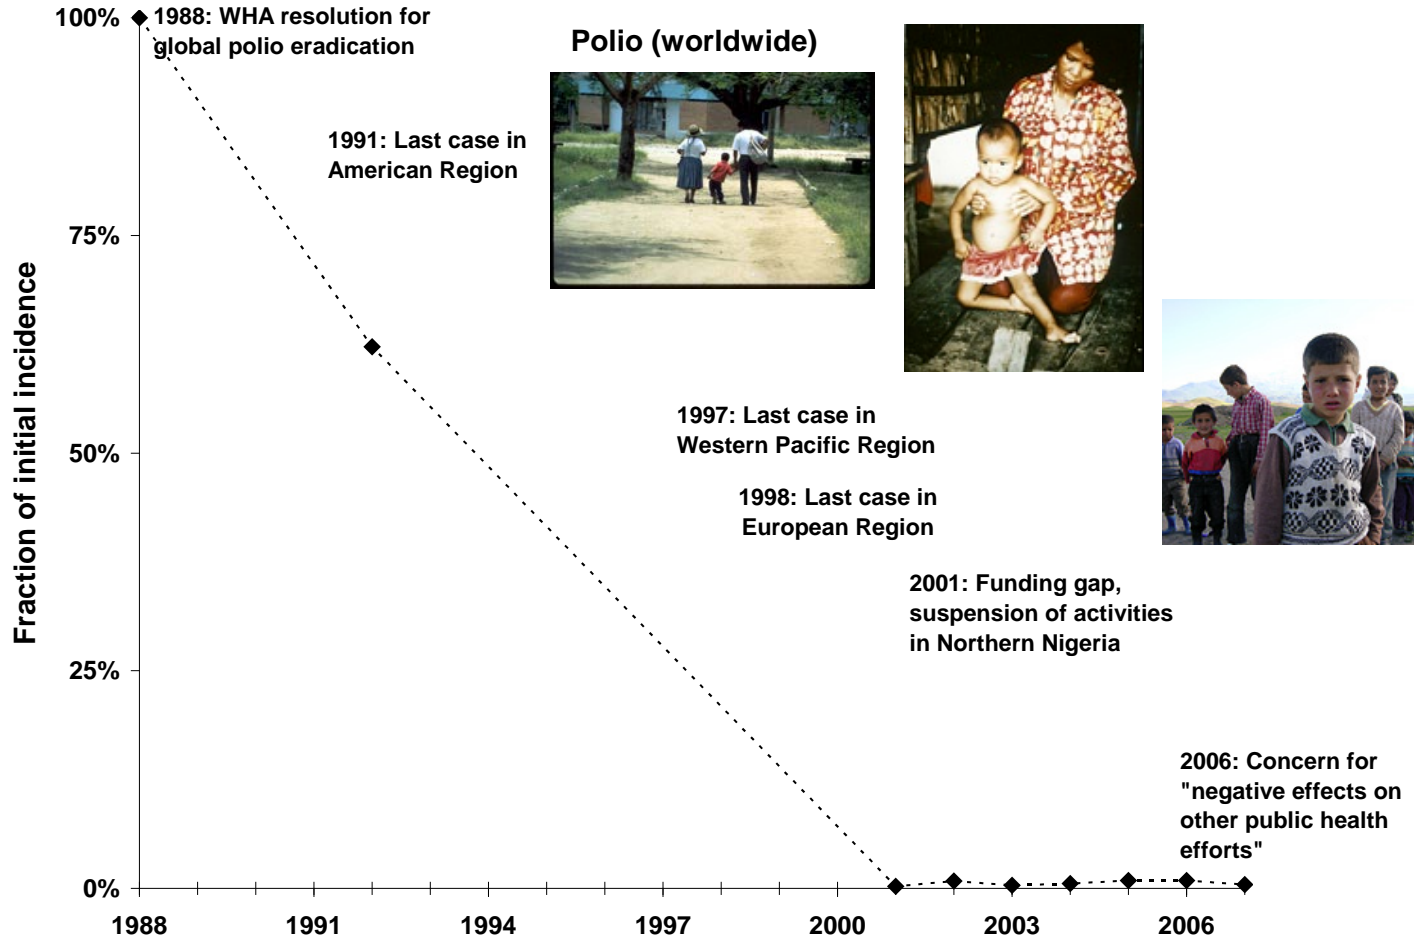 Polio (worldwide)
Fraction of initial incidence
100%
75%
50%
25%
0%
1988: WHA resolution for
global polio eradication
1991: Last case in
American Region
1997: Last case in
Western Pacific Region
1998: Last case in
European Region
2001: Funding gap,
suspension of activities
in Northern Nigeria
2006: Concern for
"negative effects on
other public health
efforts"
1988
1991
1994
1997
2000
2003
2006